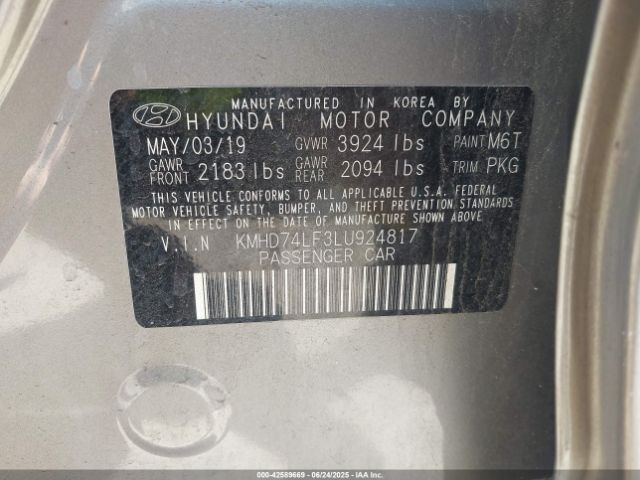 MANUFACTURED IN KOREA BY
HYUNDAI MOTOR COMPANY
MAY/03/19 GVWR 3924 lbs PAINT M6T
GAWR FRONT 2183 lbs GAWR REAR 2094 lbs TRIM PKG
THIS VEHICLE CONFORMS TO ALL APPLICABLE U.S.A. FEDERAL
MOTOR VEHICLE SAFETY, BUMPER, AND THEFT PREVENTION STANDARDS
IN EFFECT ON THE DATE OF MANUFACTURE SHOWN ABOVE.
V.I.N KMHD74LF3LU924817
PASSENGER CAR
000-42589669 - 06/24/2025 - IAA Inc.